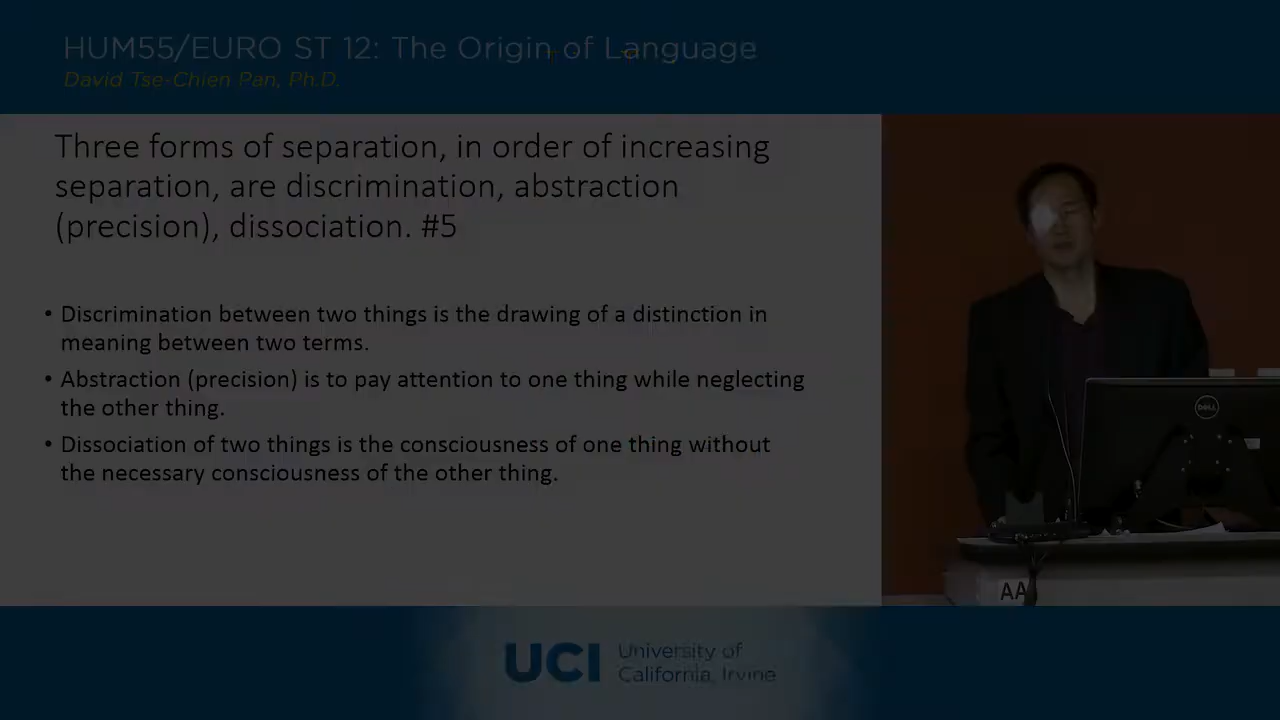 HUM55/EURO ST 12: The Origin of Language
David Tse-Chien Pan, Ph.D.
Three forms of separation, in order of increasing
separation, are discrimination, abstraction
(precision), dissociation. #5
• Discrimination between two things is the drawing of a distinction in
meaning between two terms.
• Abstraction (precision) is to pay attention to one thing while neglecting
the other thing.
• Dissociation of two things is the consciousness of one thing without
the necessary consciousness of the other thing.
DELL
AA
UCI University of
California, Irvine